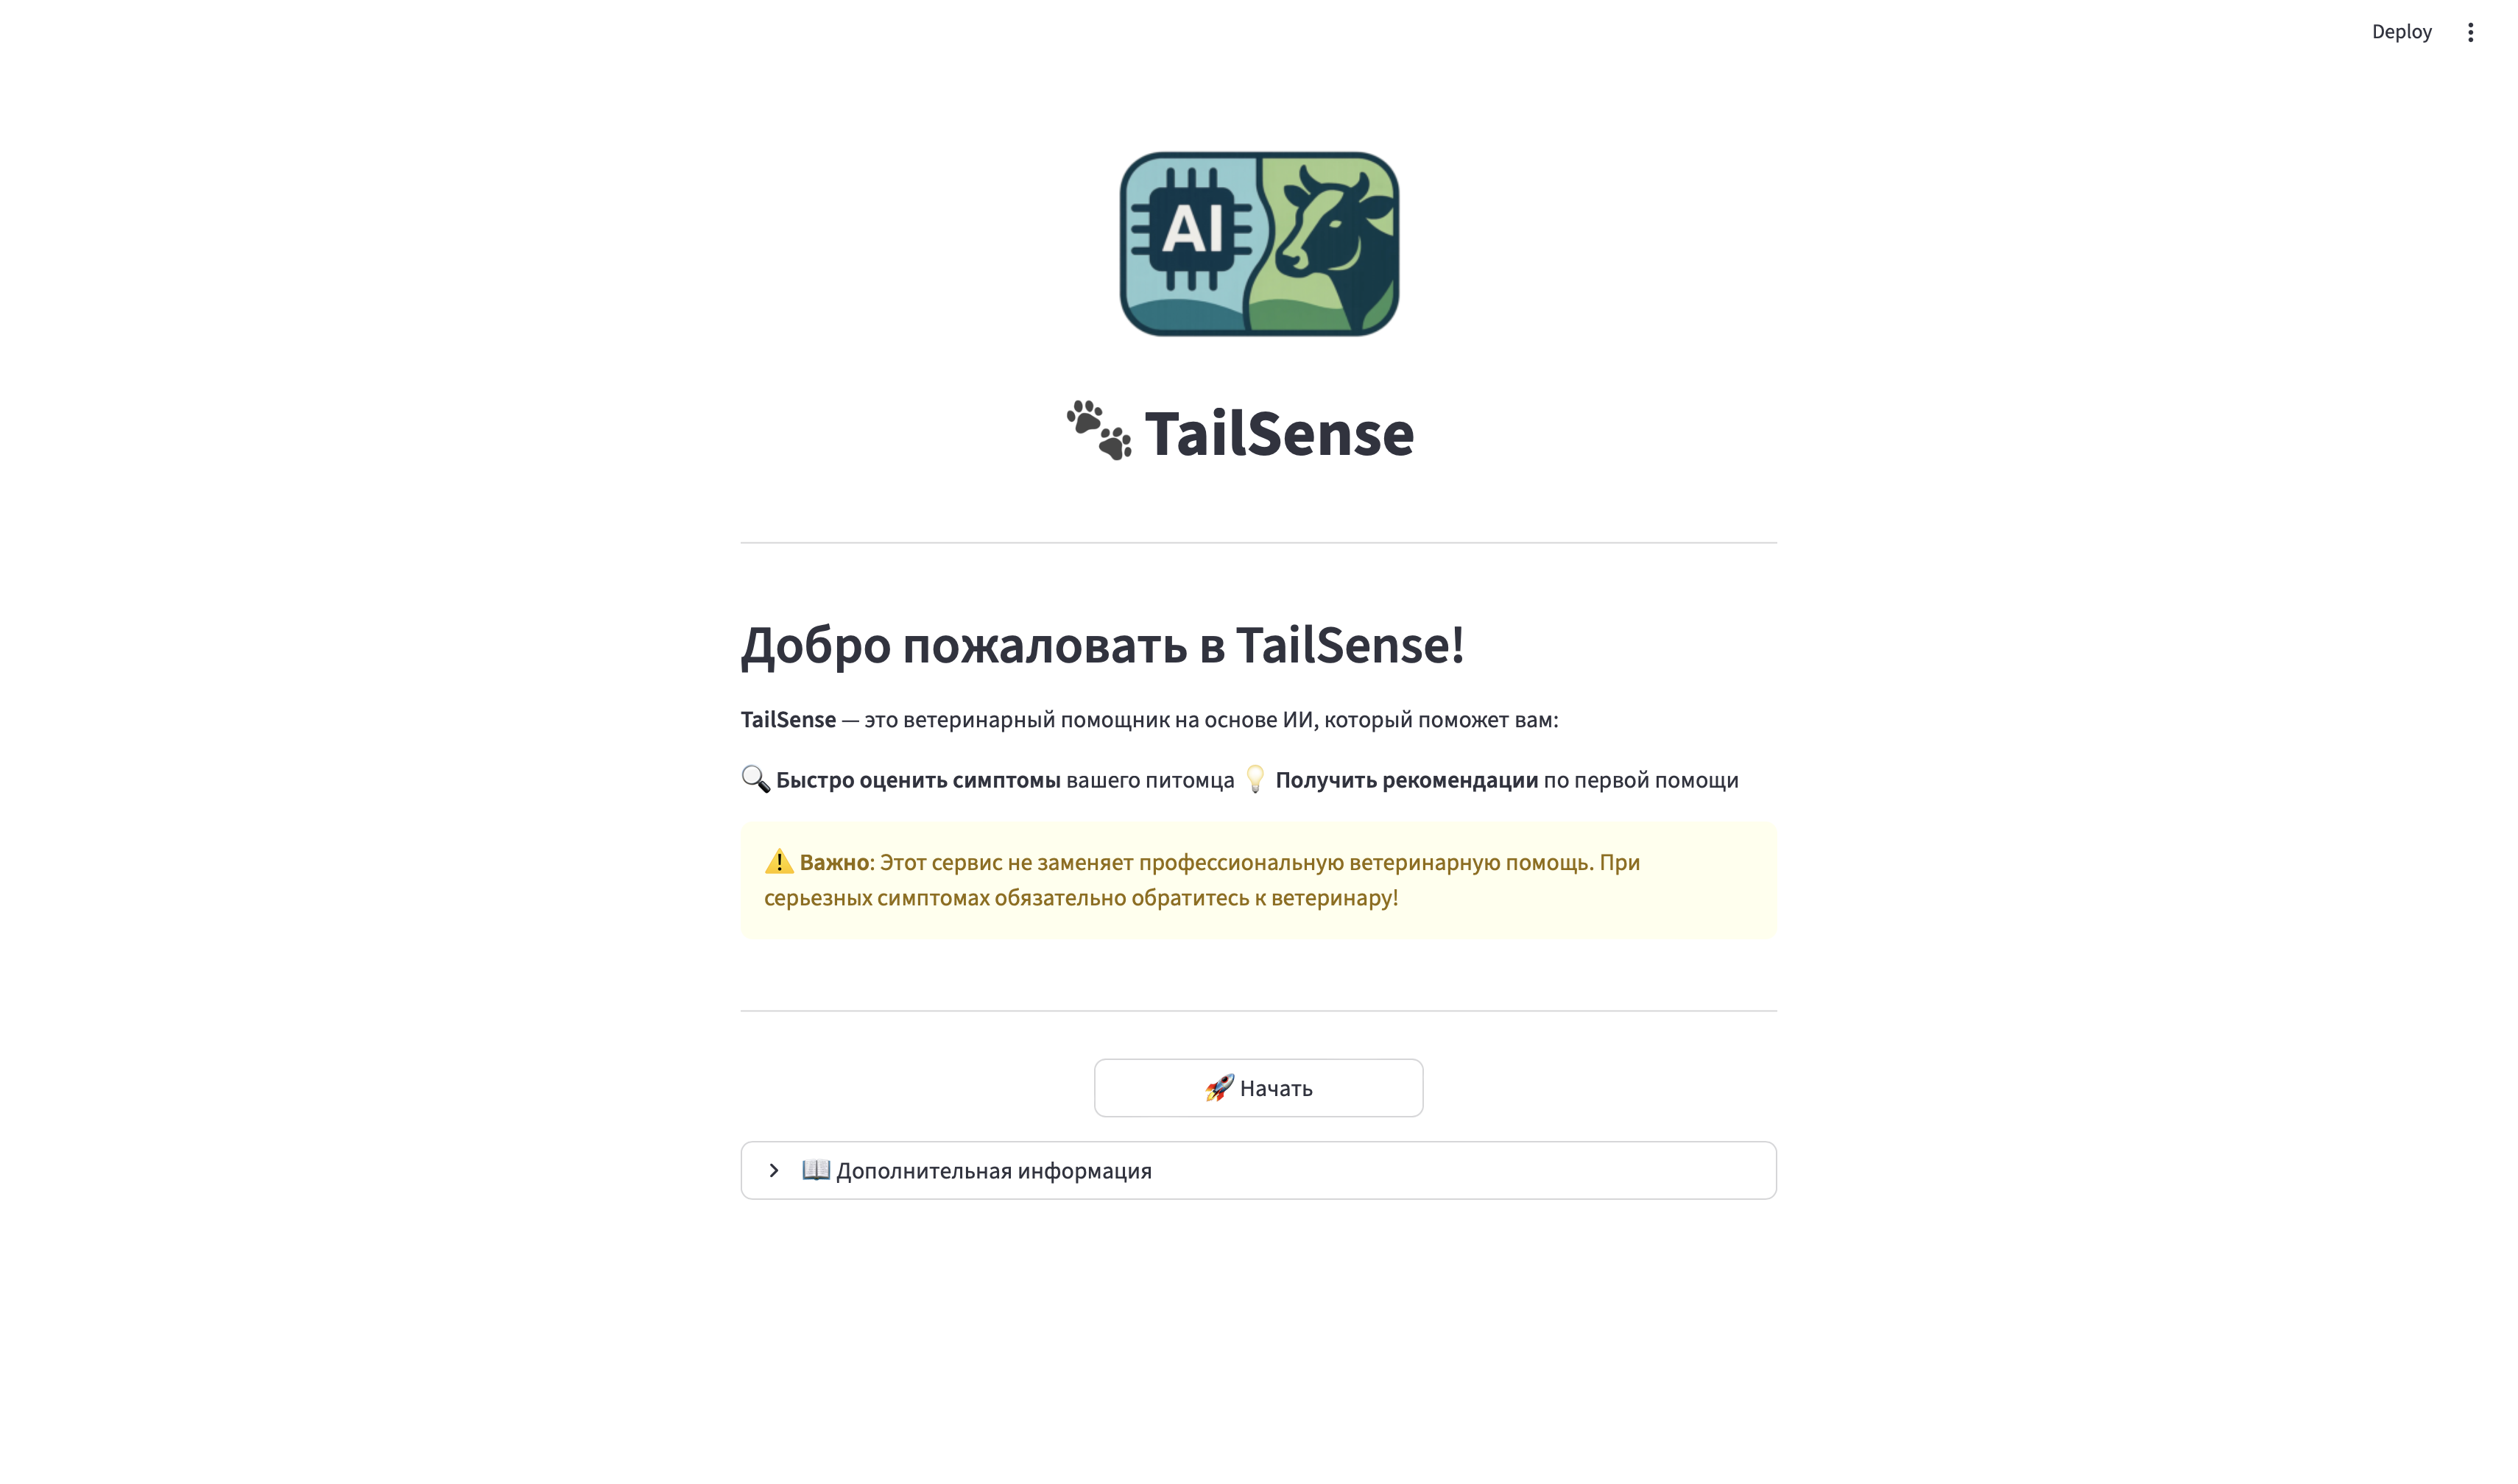 Deploy
AI
🐾 TailSense
Добро пожаловать в TailSense!
TailSense — это ветеринарный помощник на основе ИИ, который поможет вам:
🔍 Быстро оценить симптомы вашего питомца 💡 Получить рекомендации по первой помощи
⚠️ Важно: Этот сервис не заменяет профессиональную ветеринарную помощь. При
серьезных симптомах обязательно обратитесь к ветеринару!
🚀 Начать
📖 Дополнительная информация